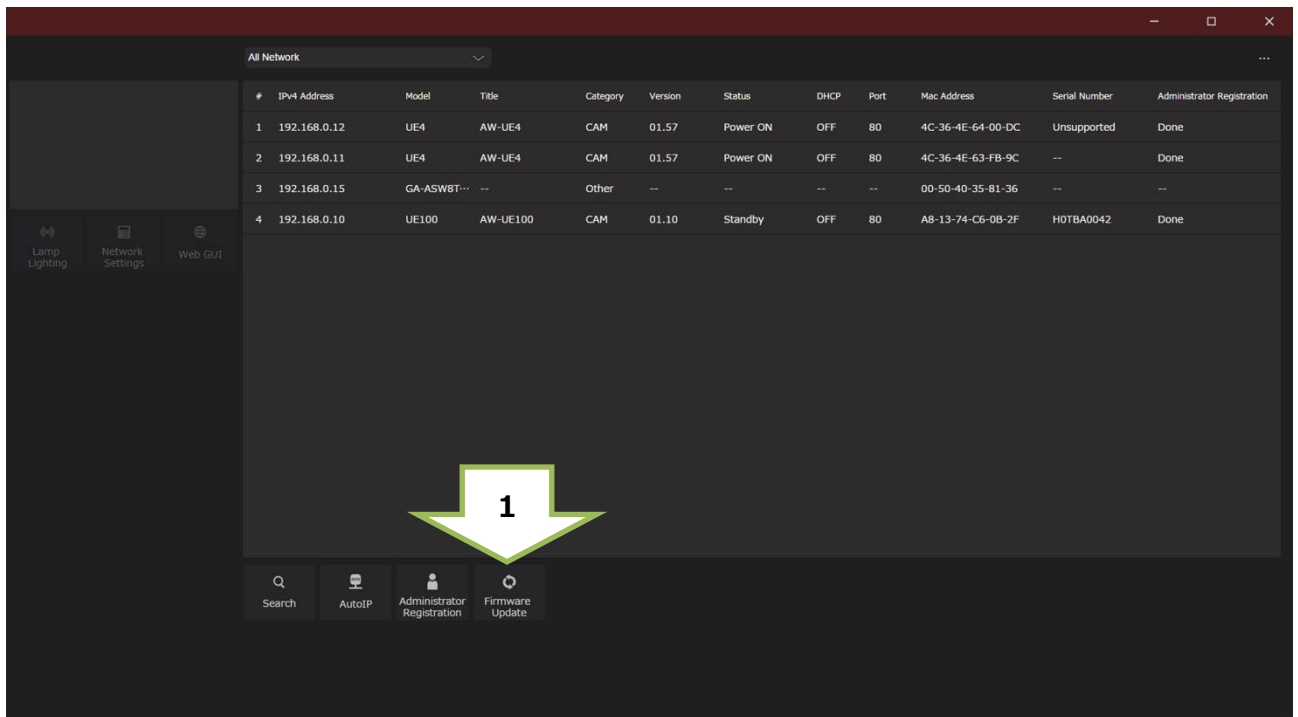 All Network
...
# IPv4 Address Model Title Category Version Status DHCP Port Mac Address Serial Number Administrator Registration
1 192.168.0.12 UE4 AW-UE4 CAM 01.57 Power ON OFF 80 4C-36-4E-64-00-DC Unsupported Done
2 192.168.0.11 UE4 AW-UE4 CAM 01.57 Power ON OFF 80 4C-36-4E-63-FB-9C -- Done
3 192.168.0.15 GA-ASW8T... -- Other -- -- -- -- 00-50-40-35-81-36 -- --
4 192.168.0.10 UE100 AW-UE100 CAM 01.10 Standby OFF 80 A8-13-74-C6-0B-2F H0TBA0042 Done
Lamp
Lighting
Network
Settings
Web GUI
1
Search
AutoIP
Administrator
Registration
Firmware
Update